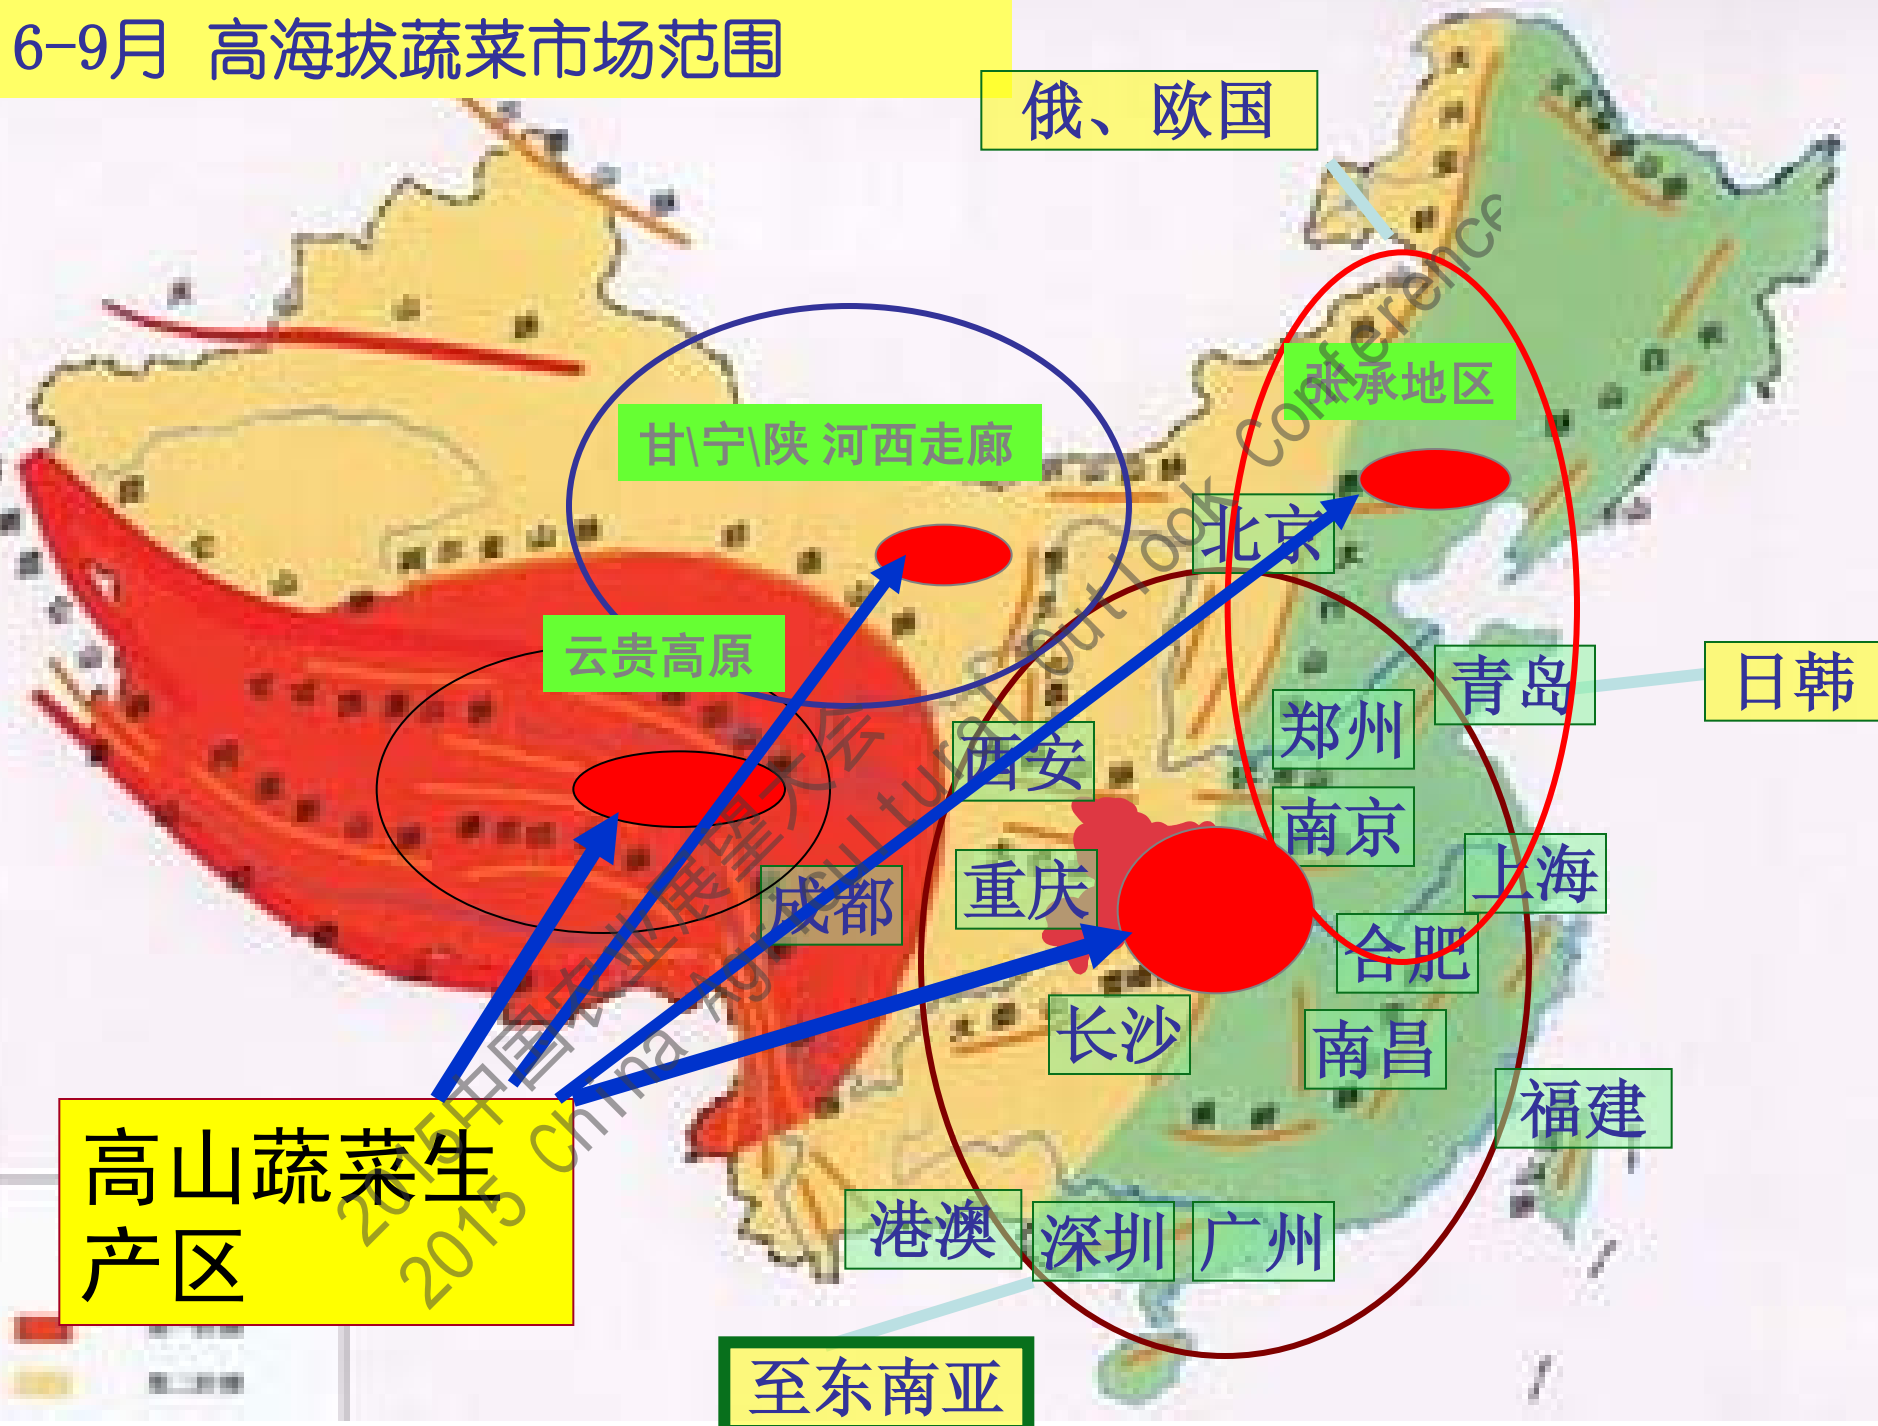 6-9月 高海拔蔬菜市场范围
俄、欧国
张承地区
甘\宁\陕 河西走廊
北京
云贵高原
青岛
日韩
郑州
西安
南京
上海
重庆
成都
合肥
长沙
南昌
福建
高山蔬菜生
产区
港澳
深圳
广州
至东南亚
2015中国农业展望大会
2015 China Agricultural Outlook Conference